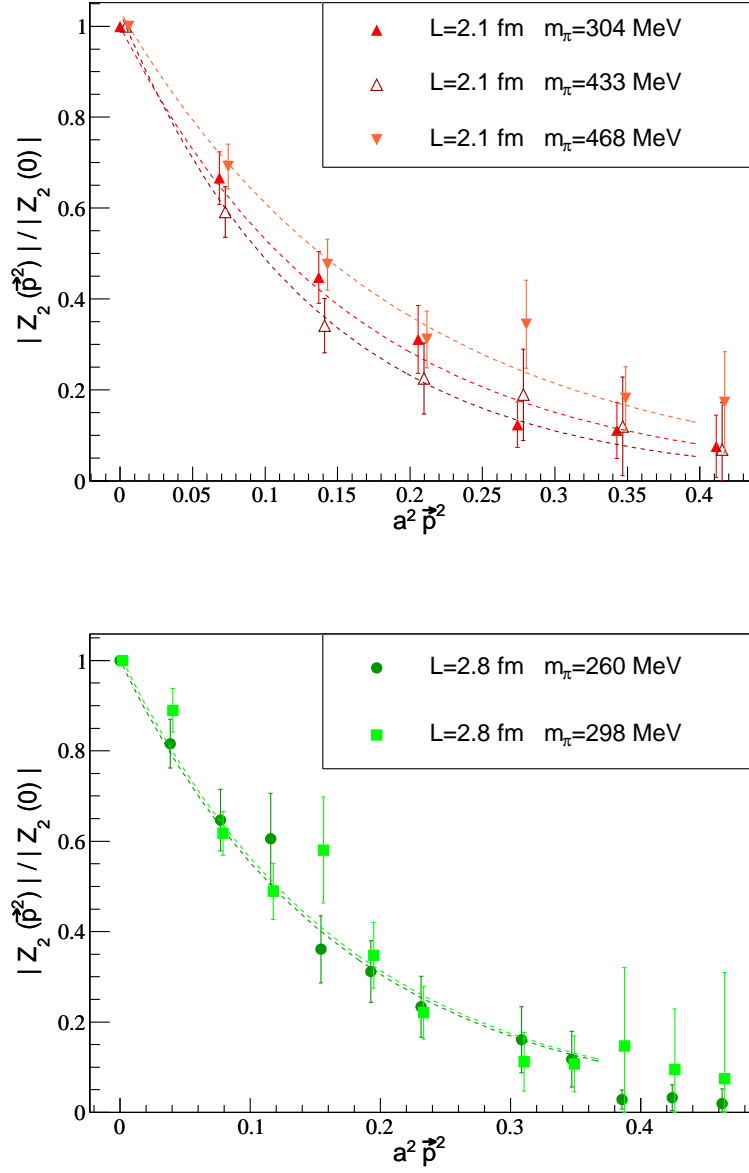 L=2.1 fm m_π=304 MeV
L=2.1 fm m_π=433 MeV
L=2.1 fm m_π=468 MeV
| Z₂ (p⃗²) | / | Z₂ (0) |
1
0.8
0.6
0.4
0.2
0
0 0.05 0.1 0.15 0.2 0.25 0.3 0.35 0.4
a² p⃗²
L=2.8 fm m_π=260 MeV
L=2.8 fm m_π=298 MeV
| Z₂ (p⃗²) | / | Z₂ (0) |
1
0.8
0.6
0.4
0.2
0
0 0.1 0.2 0.3 0.4
a² p⃗²